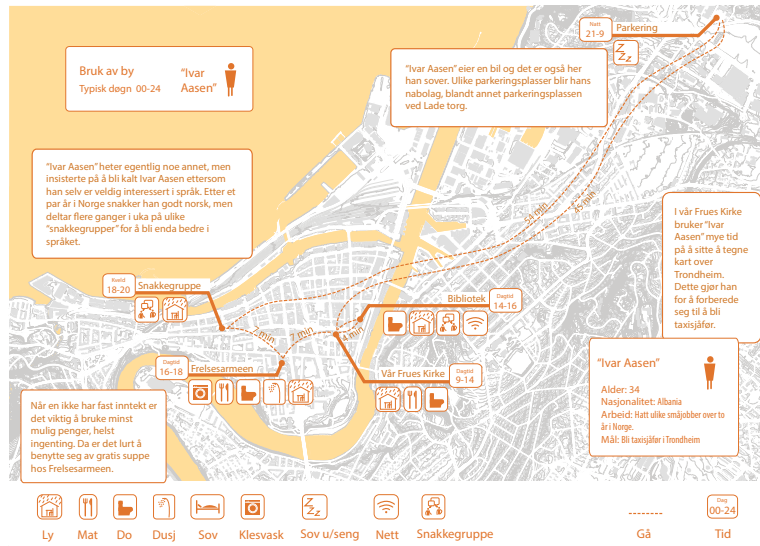 Bruk av by
Typisk døgn 00-24
"Ivar
Aasen"
Natt
21-9
Parkering
"Ivar Aasen" eier en bil og det er også her
han sover. Ulike parkeringsplasser blir hans
nabolag, blandt annet parkeringsplassen
ved Lade torg.
"Ivar Aasen" heter egentlig noe annet, men
insisterte på å bli kalt Ivar Aasen ettersom
han selv er veldig interessert i språk. Etter et
par år i Norge snakker han godt norsk, men
deltar flere ganger i uka på ulike
"snakkegrupper" for å bli enda bedre i
språket.
54 min
45 min
I vår Frues Kirke
bruker "Ivar
Aasen" mye tid
på å sitte å tegne
kart over
Trondheim.
Dette gjør han
for å forberede
seg til å bli
taxisjåfør.
Kveld
18-20
Snakkegruppe
Bibliotek
Dagtid
14-16
2 min
7 min
4 min
Dagtid
16-18
Frelsesarmeen
Vår Frues Kirke
Dagtid
9-14
"Ivar Aasen"
Alder: 34
Nasjonalitet: Albania
Arbeid: Hatt ulike småjobber over to
år i Norge.
Mål: Bli taxisjåfør i Trondheim
Når en ikke har fast inntekt er
det viktig å bruke minst
mulig penger, helst
ingenting. Da er det lurt å
benytte seg av gratis suppe
hos Frelsesarmeen.
Ly
Mat
Do
Dusj
Sov
Klesvask
Sov u/seng
Nett
Snakkegruppe
Gå
Dag
00-24
Tid